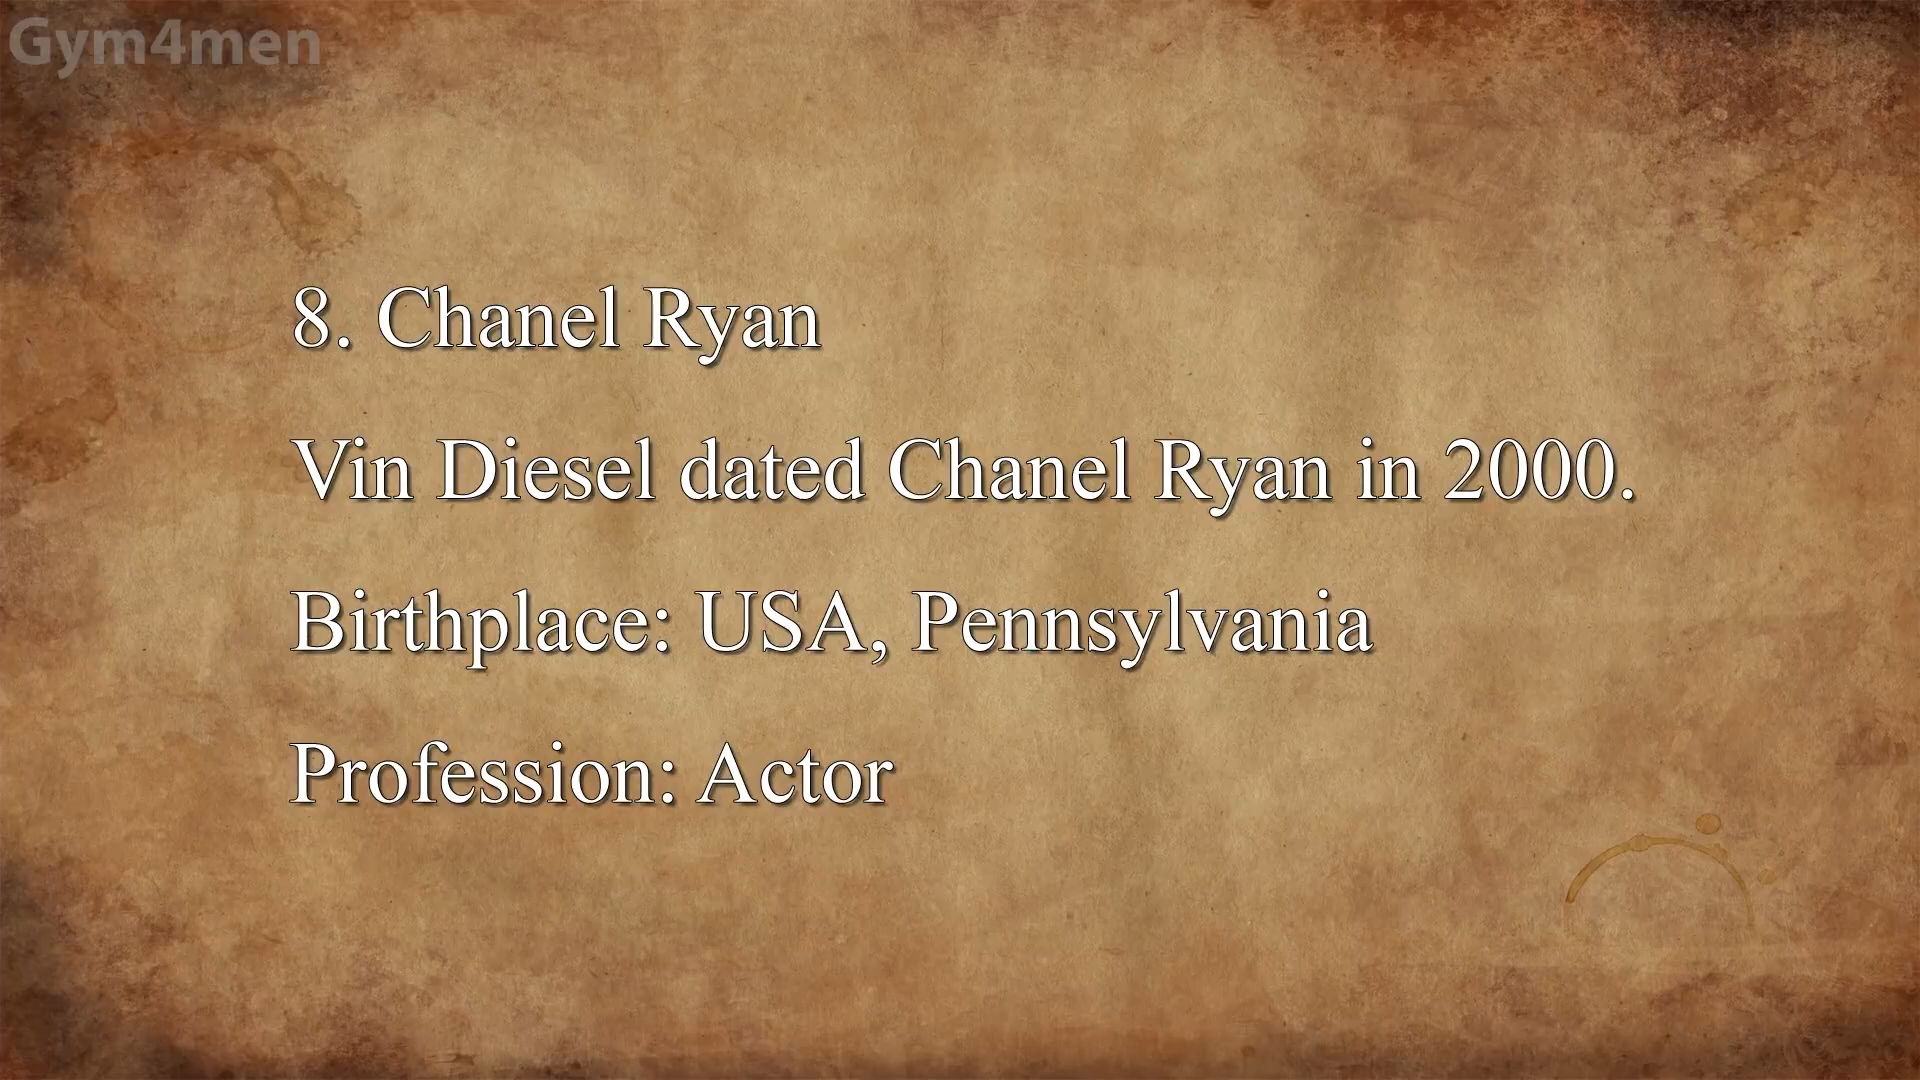 Gym4men
8. Chanel Ryan
Vin Diesel dated Chanel Ryan in 2000.
Birthplace: USA, Pennsylvania
Profession: Actor